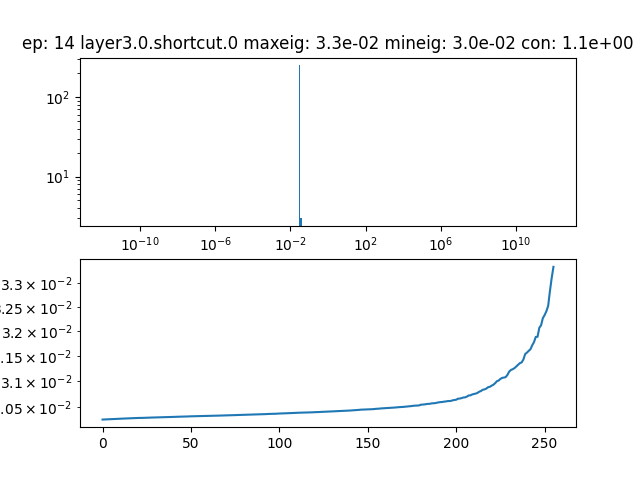 ep: 14 layer3.0.shortcut.0 maxeig: 3.3e-02 mineig: 3.0e-02 con: 1.1e+00
10²
10¹
10⁻¹⁰ 10⁻⁶ 10⁻² 10² 10⁶ 10¹⁰
3.3 × 10⁻²
.25 × 10⁻²
3.2 × 10⁻²
.15 × 10⁻²
3.1 × 10⁻²
.05 × 10⁻²
0 50 100 150 200 250